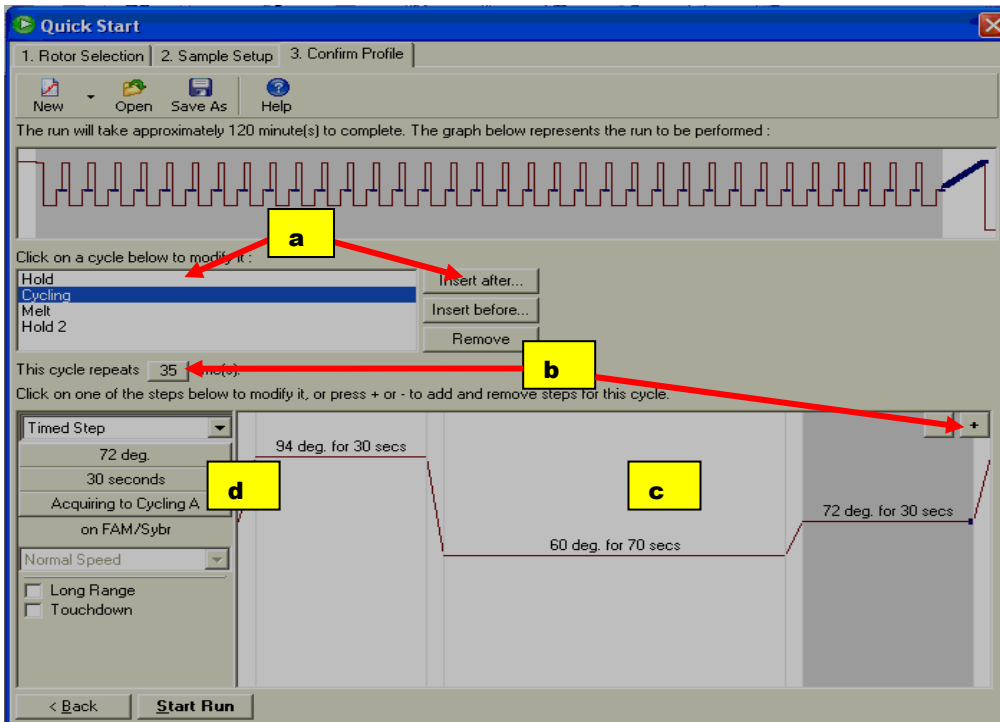 Quick Start
1. Rotor Selection 2. Sample Setup 3. Confirm Profile
New Open Save As Help
The run will take approximately 120 minute(s) to complete. The graph below represents the run to be performed :
a
Click on a cycle below to modify it :
Hold
Cycling
Melt
Hold 2
Insert after...
Insert before...
Remove
This cycle repeats 35
b
Click on one of the steps below to modify it, or press + or - to add and remove steps for this cycle.
Timed Step
72 deg.
30 seconds
Acquiring to Cycling A
on FAM/Sybr
Normal Speed
Long Range
Touchdown
d
94 deg. for 30 secs
c
60 deg. for 70 secs
72 deg. for 30 secs
+
< Back Start Run